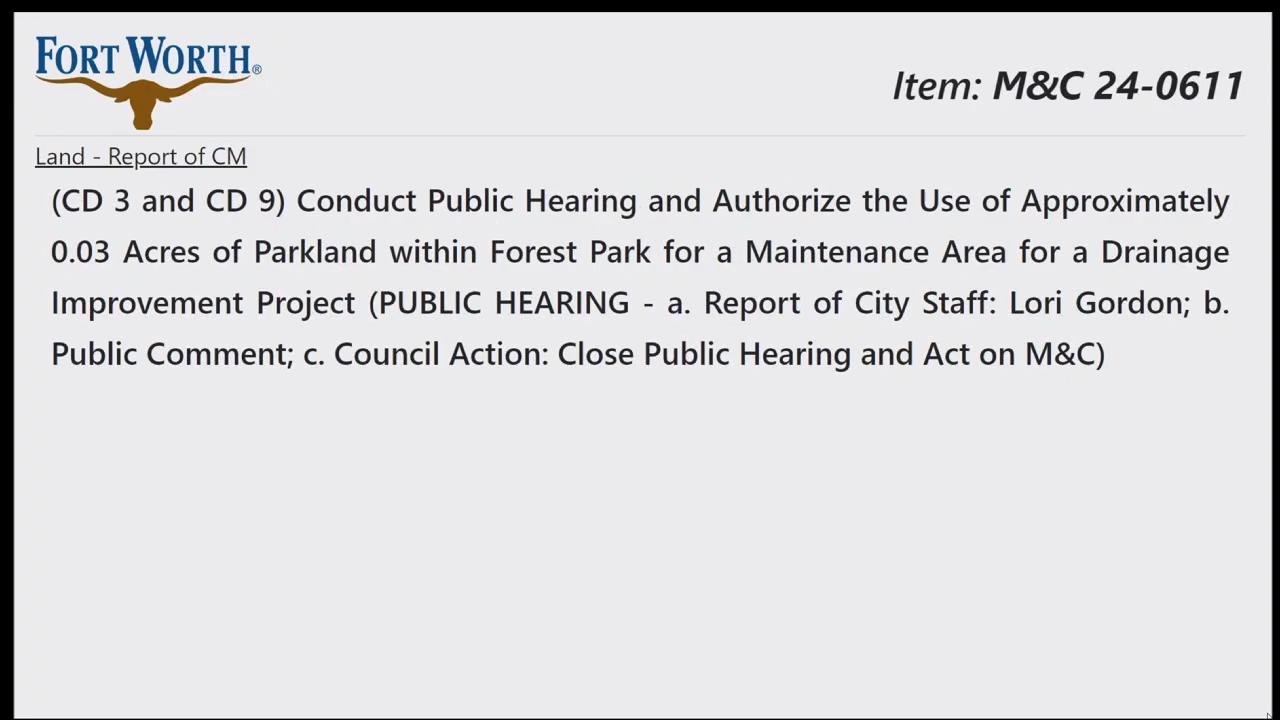 FORT WORTH®
Item: M&C 24-0611
Land - Report of CM
(CD 3 and CD 9) Conduct Public Hearing and Authorize the Use of Approximately
0.03 Acres of Parkland within Forest Park for a Maintenance Area for a Drainage
Improvement Project (PUBLIC HEARING - a. Report of City Staff: Lori Gordon; b.
Public Comment; c. Council Action: Close Public Hearing and Act on M&C)